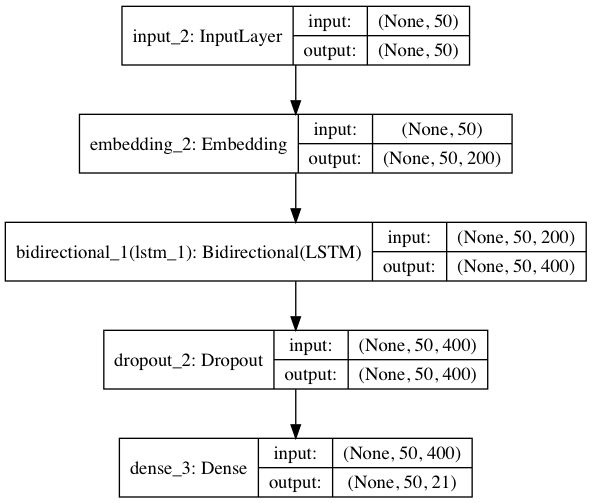 input_2: InputLayer
input: (None, 50)
output: (None, 50)
embedding_2: Embedding
input: (None, 50)
output: (None, 50, 200)
bidirectional_1(lstm_1): Bidirectional(LSTM)
input: (None, 50, 200)
output: (None, 50, 400)
dropout_2: Dropout
input: (None, 50, 400)
output: (None, 50, 400)
dense_3: Dense
input: (None, 50, 400)
output: (None, 50, 21)